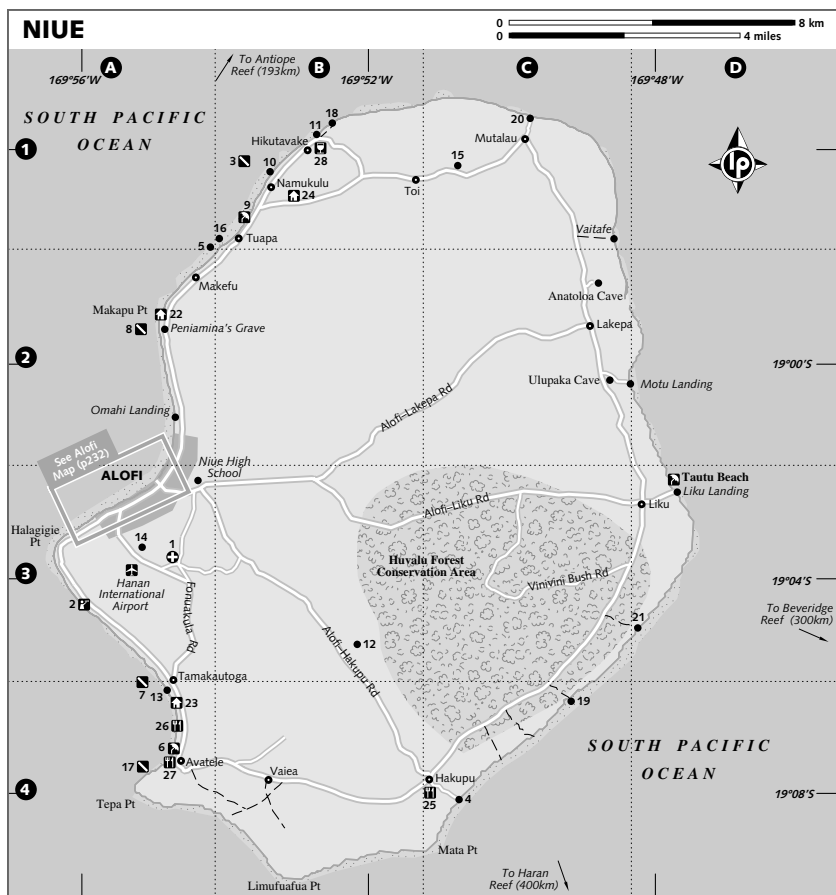 NIUE
0 8 km
0 4 miles
A
B
C
D
169°56'W
169°52'W
169°48'W
To Antiope
Reef (193km)
SOUTH PACIFIC
OCEAN
1
18
11
Hikutavake
28
3
10
Namukulu
24
9
16
5
Tuapa
Makefu
20
Mutalau
15
Toi
lp
Vaitafe
Anatoloa Cave
Makapu Pt
22
8
Peniamina's Grave
2
Lakepa
19°00'S
Ulupaka Cave
Motu Landing
Alofi–Lakepa Rd
Omahi Landing
See Alofi
Map (p232)
ALOFI
Niue High
School
Tautu Beach
Liku Landing
Alofi–Liku Rd
Liku
Halagigie
Pt
14
1
3
Hanan
International
Airport
Huvalu Forest
Conservation Area
Vinivini Bush Rd
19°04'S
2
Fonuakula Rd
To Beveridge
Reef (300km)
21
12
Alofi–Hakupu Rd
Tamakautoga
7
13
23
19
26
6
17
27
Avatele
SOUTH PACIFIC
OCEAN
Vaiea
Hakupu
4
25
4
19°08'S
Tepa Pt
Mata Pt
To Haran
Reef (400km)
Limufuafua Pt